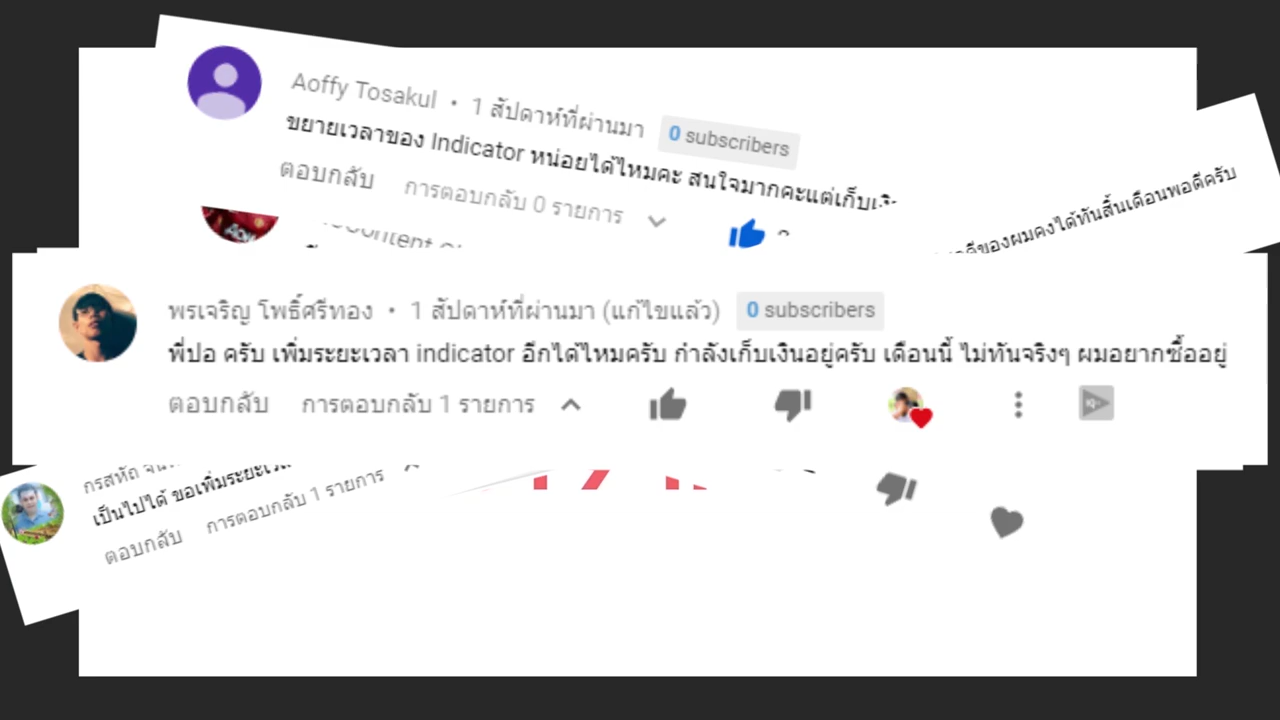 Aoffy Tosakul • 1 สัปดาห์ที่ผ่านมา 0 subscribers
ขยายเวลาของ Indicator หน่อยได้ไหมคะ สนใจมากคะแต่เก็บเงิ
ตอบกลับ การตอบกลับ 0 รายการ
ของผมคงได้ทันสิ้นเดือนพอดีครับ
พรเจริญ โพธิ์ศรีทอง • 1 สัปดาห์ที่ผ่านมา (แก้ไขแล้ว) 0 subscribers
พี่ปอ ครับ เพิ่มระยะเวลา indicator อีกได้ไหมครับ กำลังเก็บเงินอยู่ครับ เดือนนี้ ไม่ทันจริงๆ ผมอยากซื้ออยู่
ตอบกลับ การตอบกลับ 1 รายการ
กรสหัถ
เป็นไปได้ ขอเพิ่มระยะเวลา
ตอบกลับ การตอบกลับ 1 รายการ